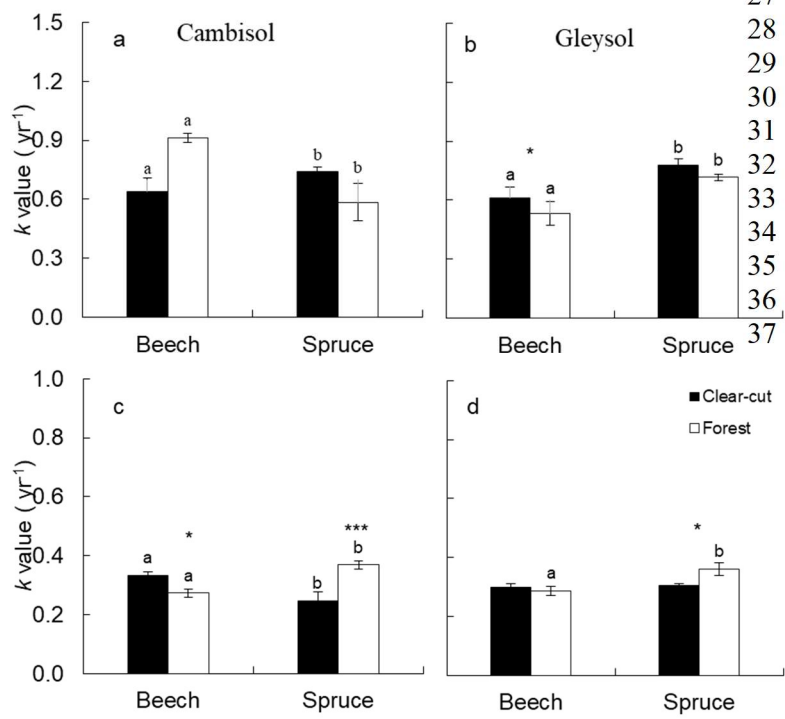 27
28
29
30
31
32
33
34
35
36
37
a Cambisol
b Gleysol
k value ( yr⁻¹)
1.5
1.2
0.9
0.6
0.3
0.0
a
a
b
b
*
a
a
b
b
Beech Spruce
Beech Spruce
c
d
Clear-cut
Forest
k value ( yr⁻¹)
1.0
0.8
0.6
0.4
0.2
0.0
a
*
a
b
***
b
a
*
b
Beech Spruce
Beech Spruce